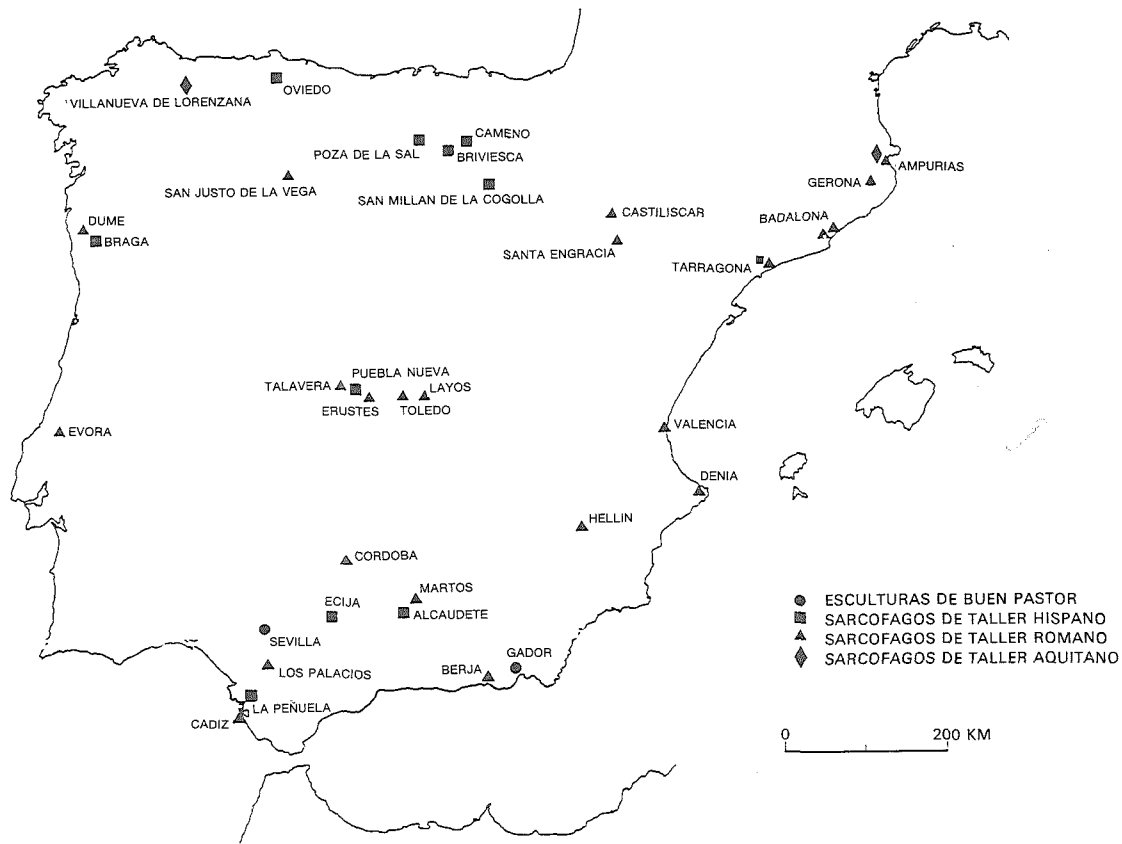 OVIEDO
VILLANUEVA DE LORENZANA
CAMENO
POZA DE LA SAL
BRIVIESCA
AMPURIAS
GERONA
SAN JUSTO DE LA VEGA
SAN MILLAN DE LA COGOLLA
CASTILISCAR
DUME
BADALONA
BRAGA
SANTA ENGRACIA
TARRAGONA
PUEBLA NUEVA
TALAVERA
LAYOS
ERUSTES
TOLEDO
VALENCIA
EVORA
DENIA
HELLIN
CORDOBA
MARTOS
ECIJA
ALCAUDETE
SEVILLA
GADOR
LOS PALACIOS
BERJA
LA PEÑUELA
CADIZ
ESCULTURAS DE BUEN PASTOR
SARCOFAGOS DE TALLER HISPANO
SARCOFAGOS DE TALLER ROMANO
SARCOFAGOS DE TALLER AQUITANO
0 200 KM